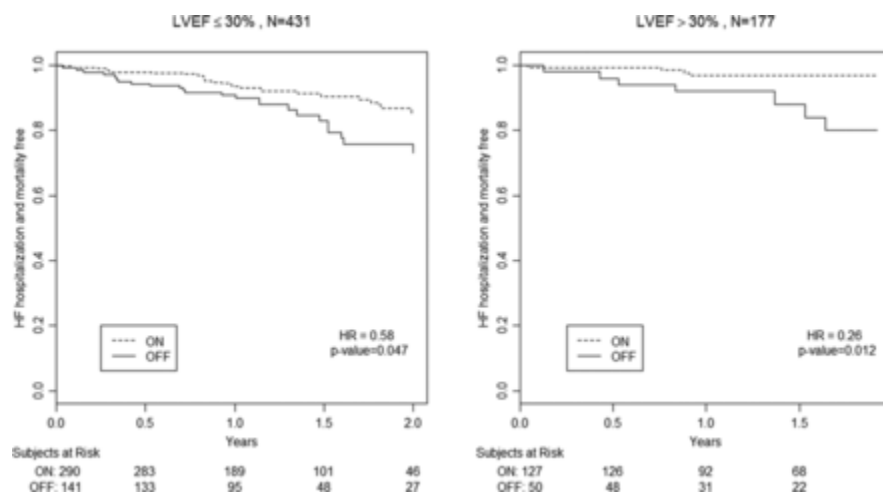 LVEF ≤ 30% , N=431
HF hospitalization and mortality free
1.0
0.8
0.6
0.4
0.2
0.0
ON
OFF
HR = 0.58
p-value=0.047
0.0 0.5 1.0 1.5 2.0
Years
Subjects at Risk
ON: 290 283 189 101 46
OFF: 141 133 95 48 27
LVEF > 30%, N=177
HF hospitalization and mortality free
1.0
0.8
0.6
0.4
0.2
0.0
ON
OFF
HR = 0.26
p-value=0.012
0.0 0.5 1.0 1.5
Years
Subjects at Risk
ON: 127 126 92 68
OFF: 50 48 31 22